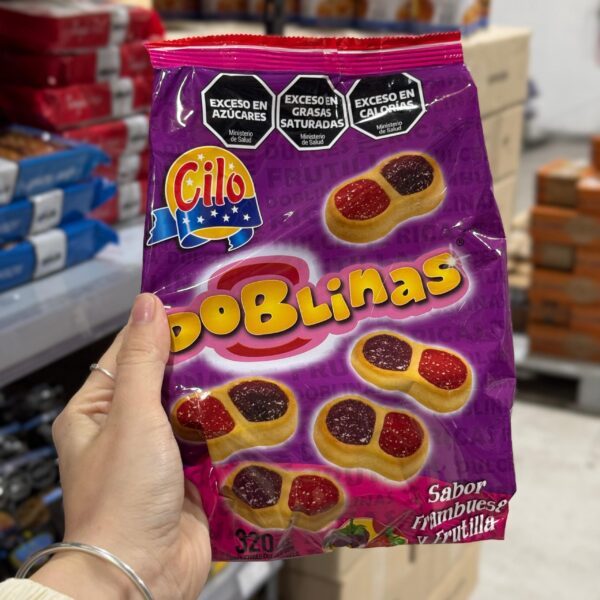 EXCESO EN
AZÚCARES
Ministerio
de Salud
EXCESO EN
GRASAS
SATURADAS
Ministerio
de Salud
EXCESO EN
CALORÍAS
Ministerio
de Salud
Cilo
DOBLinas
®
Sabor
Frambuesa
y Frutilla
320